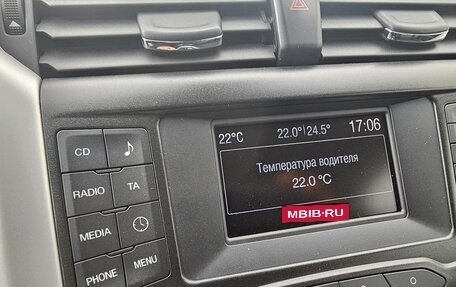 22°C 22.0°|24.5° 17:06
Температура водителя
22.0 °C
MBIB·RU
CD
RADIO TA
MEDIA
PHONE MENU